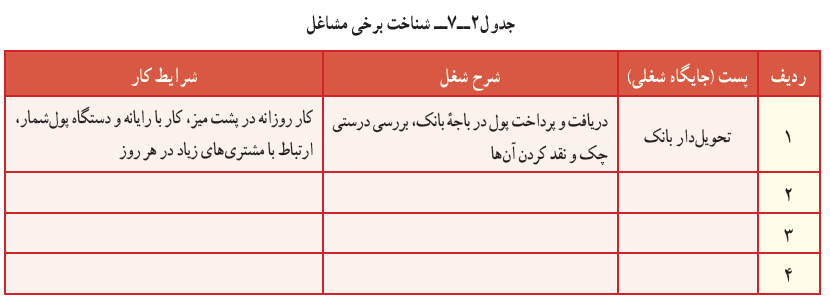 جدول ۲ــ۷ــ شناخت برخی مشاغل
ردیف پست (جایگاه شغلی) شرح شغل شرایط کار
۱ تحویل‌دار بانک دریافت و پرداخت پول در باجهٔ بانک، بررسی درستی چک و نقد کردن آن‌ها کار روزانه در پشت میز، کار با رایانه و دستگاه پول‌شمار، ارتباط با مشتری‌های زیاد در هر روز
۲
۳
۴